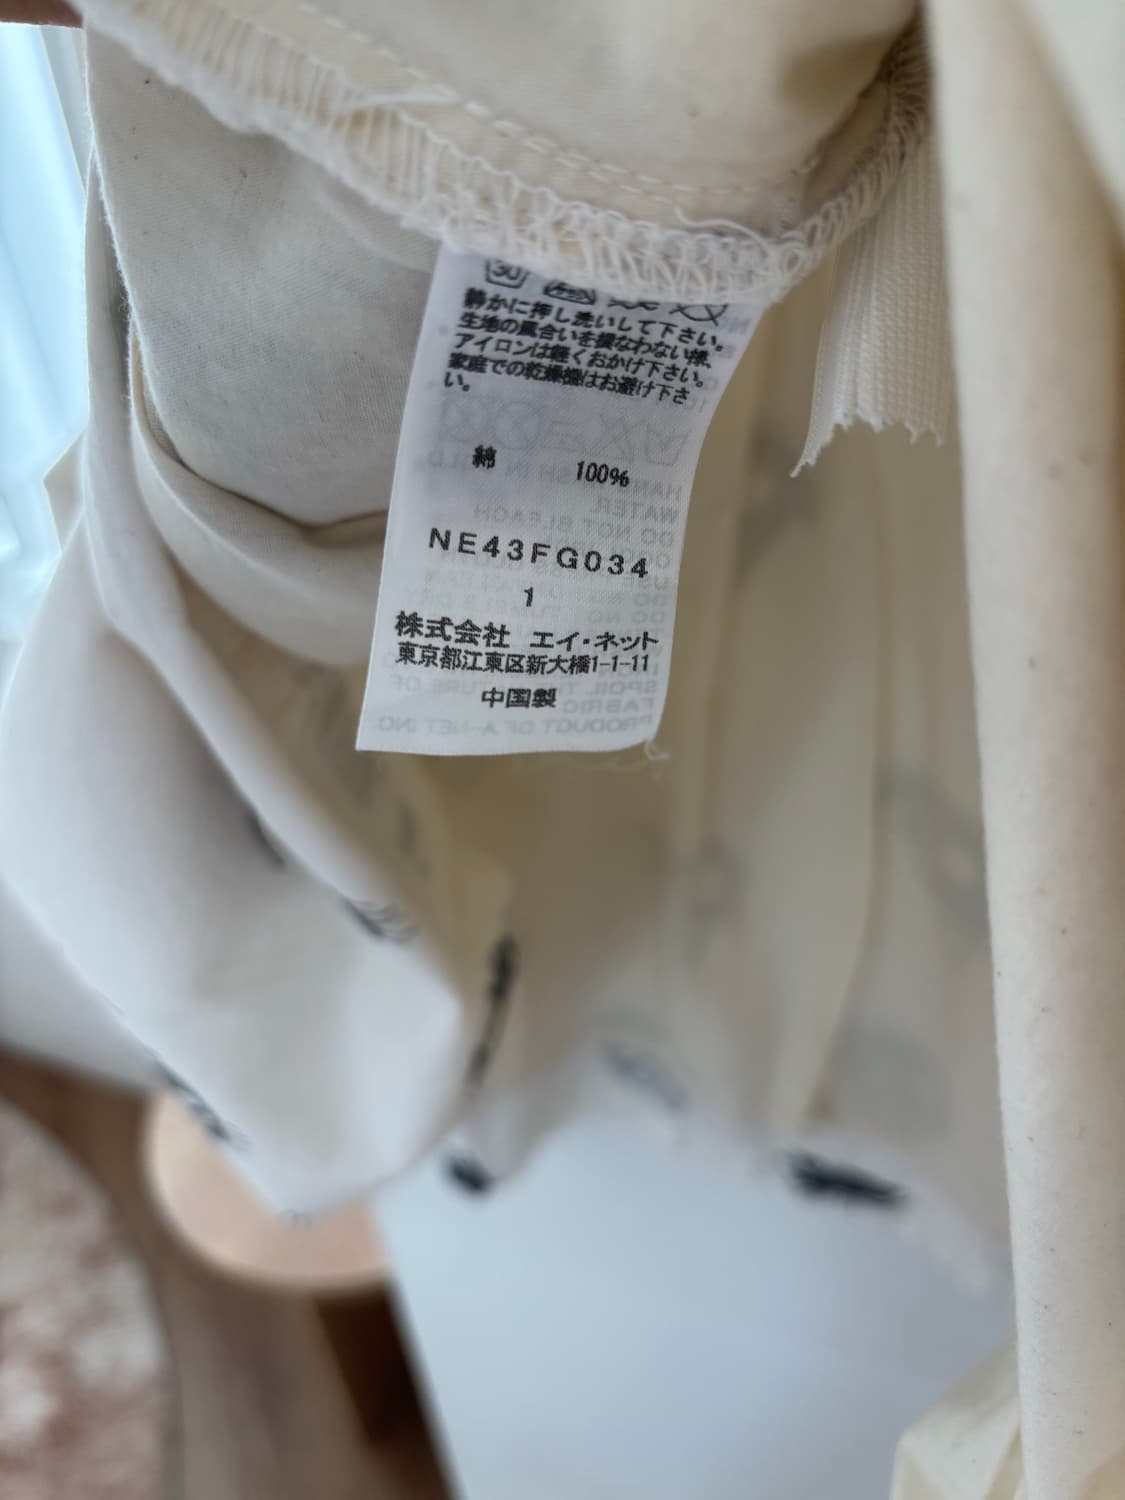 30
静かに押し洗いして下さい。
生地の風合いを損なわない様、
アイロンは軽くおかけ下さい。
家庭での乾燥機はお避け下さ
い。
綿 100%
NE43FG034
1
株式会社 エイ・ネット
東京都江東区新大橋1-1-11
中国製